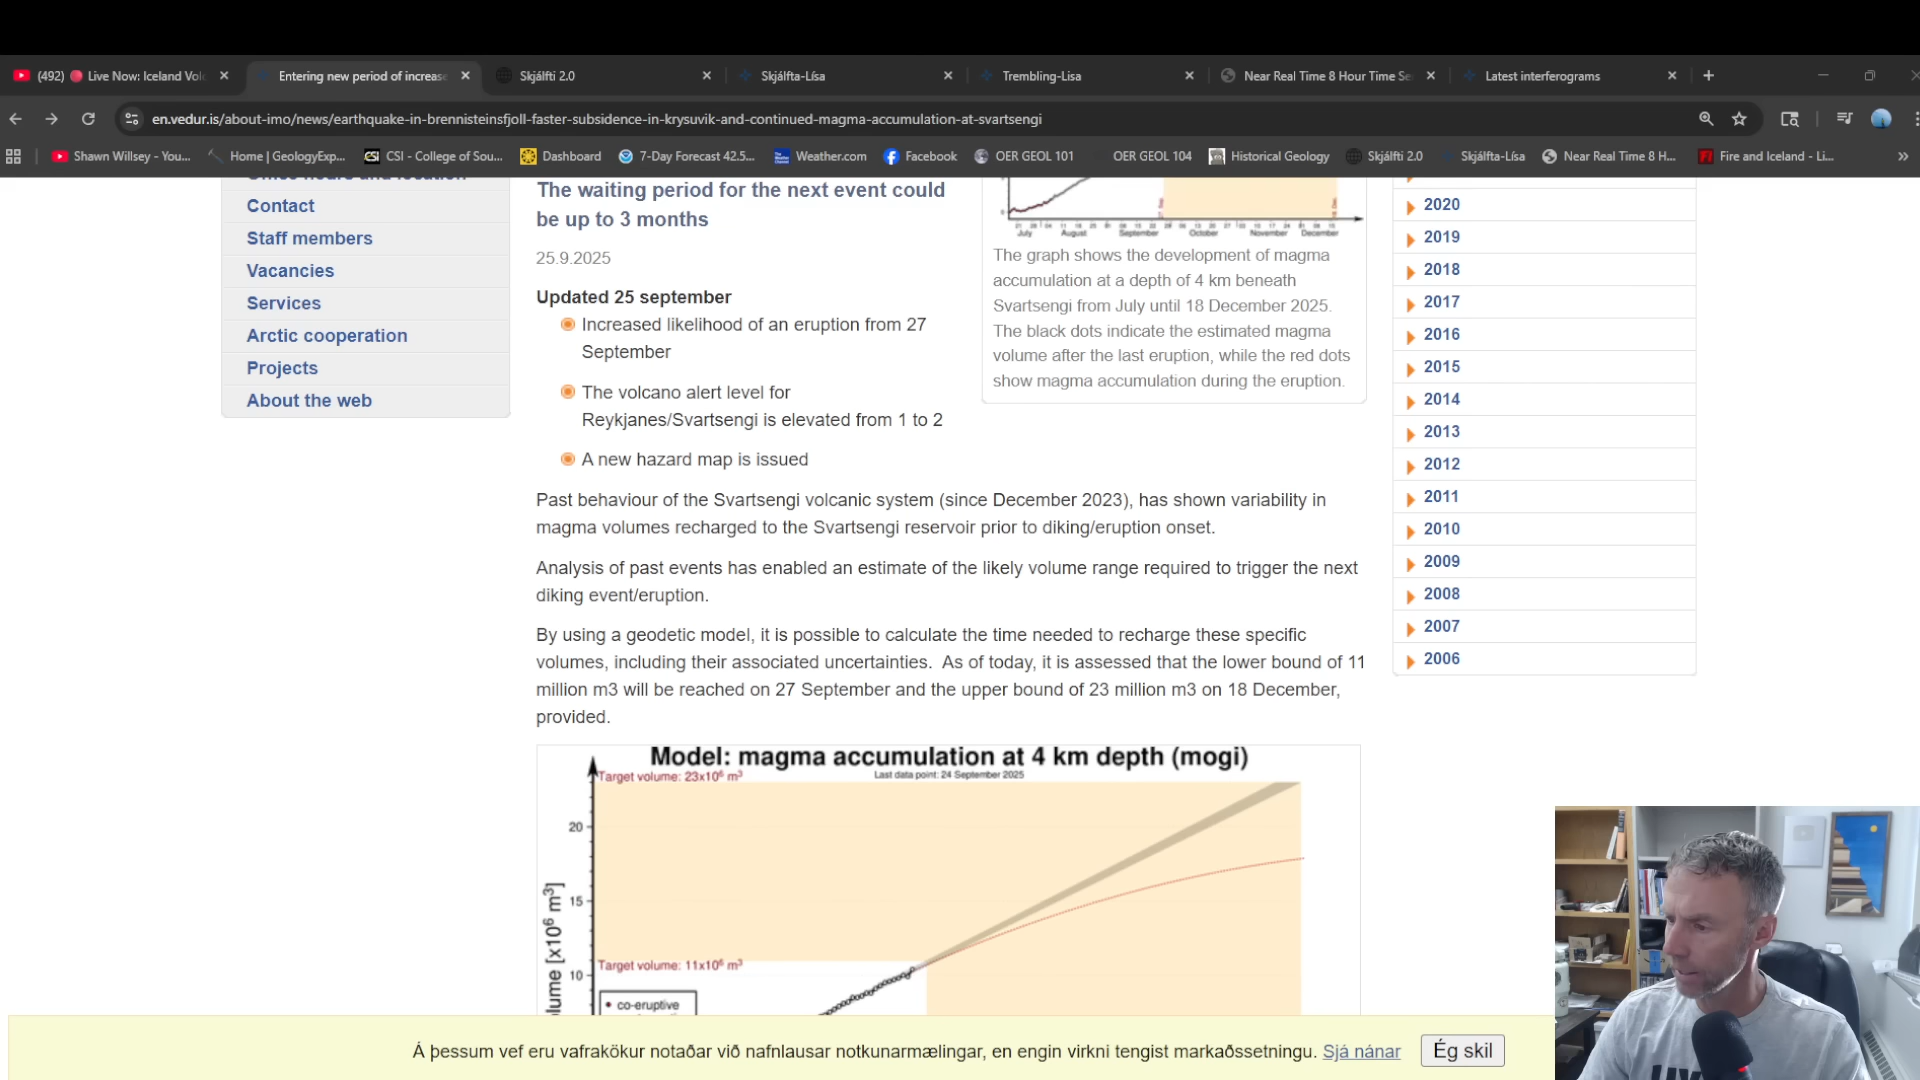 (492) Live Now: Iceland Vol
Entering new period of increas
Skjálfti 2.0
Skjálfta-Lísa
Trembling-Lisa
Near Real Time 8 Hour Time Se
Latest interferograms
en.vedur.is/about-imo/news/earthquake-in-brennisteinsfjoll-faster-subsidence-in-krysuvik-and-continued-magma-accumulation-at-svartsengi
Shawn Willsey - You...
Home | GeologyExp...
CSI - College of Sou...
Dashboard
7-Day Forecast 42.5...
Weather.com
Facebook
OER GEOL 101
OER GEOL 104
Historical Geology
Skjálfti 2.0
Skjálfta-Lísa
Near Real Time 8 H...
Fire and Iceland - Li...
Office hours and location
Contact
Staff members
Vacancies
Services
Arctic cooperation
Projects
About the web
The waiting period for the next event could
be up to 3 months
25.9.2025
Updated 25 september
Increased likelihood of an eruption from 27
September
The volcano alert level for
Reykjanes/Svartsengi is elevated from 1 to 2
A new hazard map is issued
July August September October November December
The graph shows the development of magma
accumulation at a depth of 4 km beneath
Svartsengi from July until 18 December 2025.
The black dots indicate the estimated magma
volume after the last eruption, while the red dots
show magma accumulation during the eruption.
Past behaviour of the Svartsengi volcanic system (since December 2023), has shown variability in
magma volumes recharged to the Svartsengi reservoir prior to diking/eruption onset.
Analysis of past events has enabled an estimate of the likely volume range required to trigger the next
diking event/eruption.
By using a geodetic model, it is possible to calculate the time needed to recharge these specific
volumes, including their associated uncertainties. As of today, it is assessed that the lower bound of 11
million m3 will be reached on 27 September and the upper bound of 23 million m3 on 18 December,
provided.
Model: magma accumulation at 4 km depth (mogi)
Last data point: 24 September 2025
Target volume: 23x10⁶ m³
20
15
Target volume: 11x10⁶ m³
10
olume [x10⁶ m³]
co-eruptive
2020
2019
2018
2017
2016
2015
2014
2013
2012
2011
2010
2009
2008
2007
2006
Á þessum vef eru vafrakökur notaðar við nafnlausar notkunarmælingar, en engin virkni tengist markaðssetningu. Sjá nánar
Ég skil